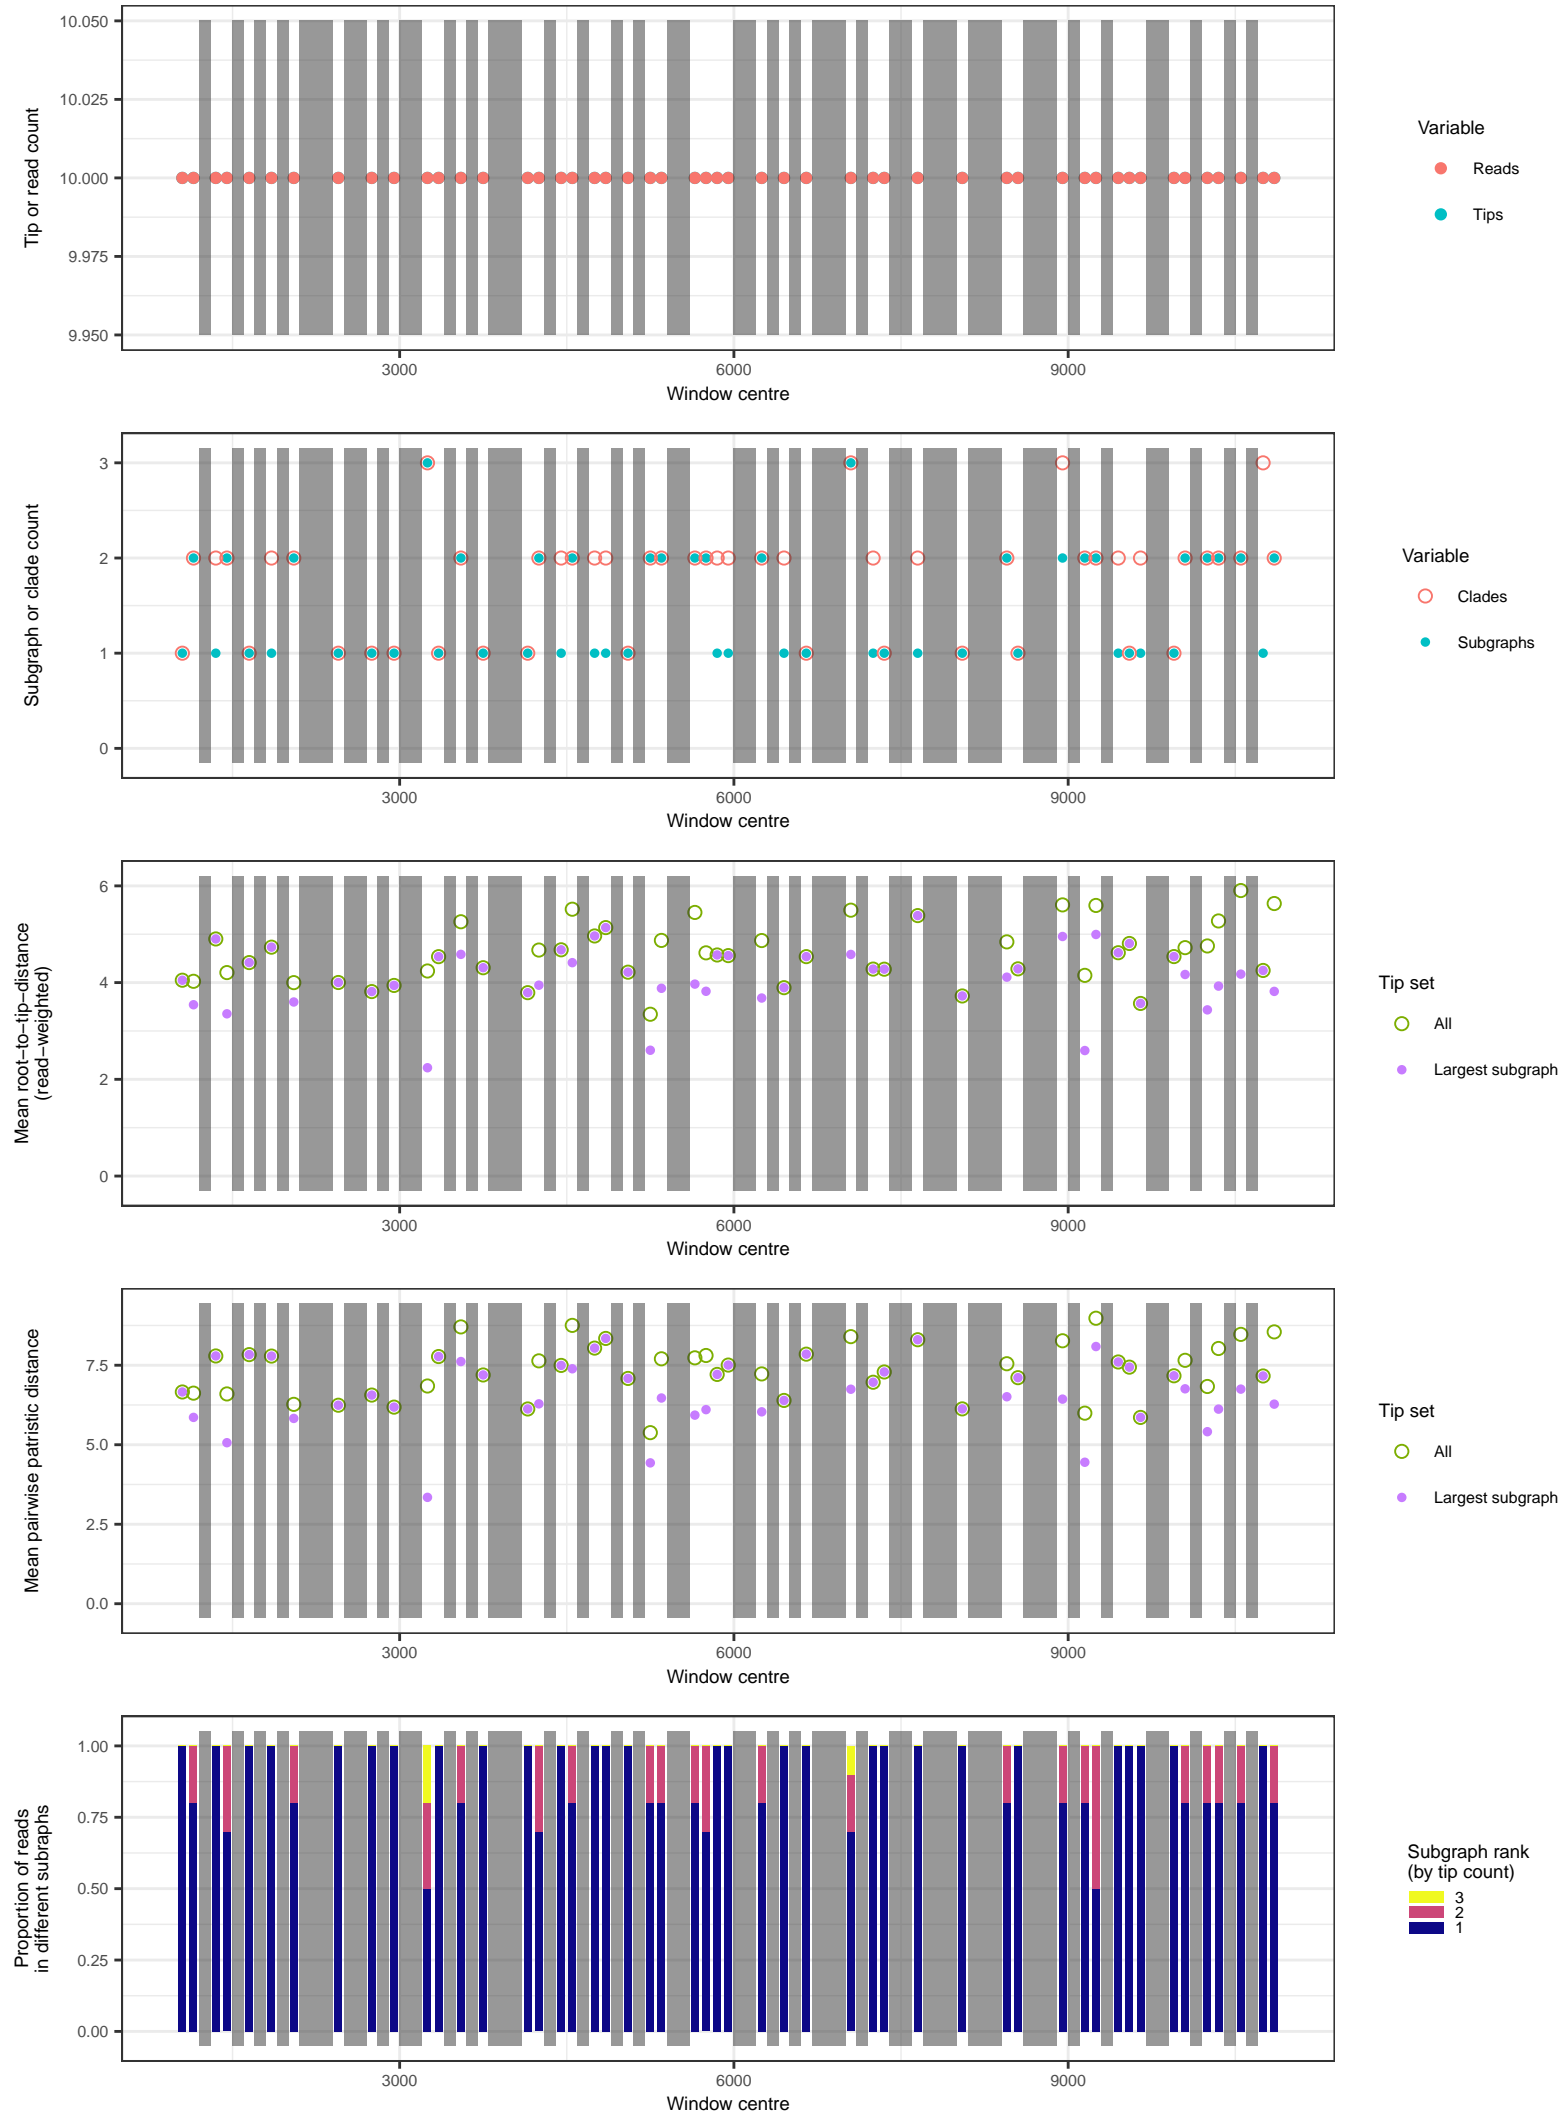 10.050
10.025
10.000
9.975
9.950
Tip or read count
3000 6000 9000
Window centre
Variable
Reads
Tips
3
2
1
0
Subgraph or clade count
3000 6000 9000
Window centre
Variable
Clades
Subgraphs
6
4
2
0
Mean root−to−tip−distance
(read−weighted)
3000 6000 9000
Window centre
Tip set
All
Largest subgraph
7.5
5.0
2.5
0.0
Mean pairwise patristic distance
3000 6000 9000
Window centre
Tip set
All
Largest subgraph
1.00
0.75
0.50
0.25
0.00
Proportion of reads
in different subraphs
3000 6000 9000
Window centre
Subgraph rank
(by tip count)
3
2
1